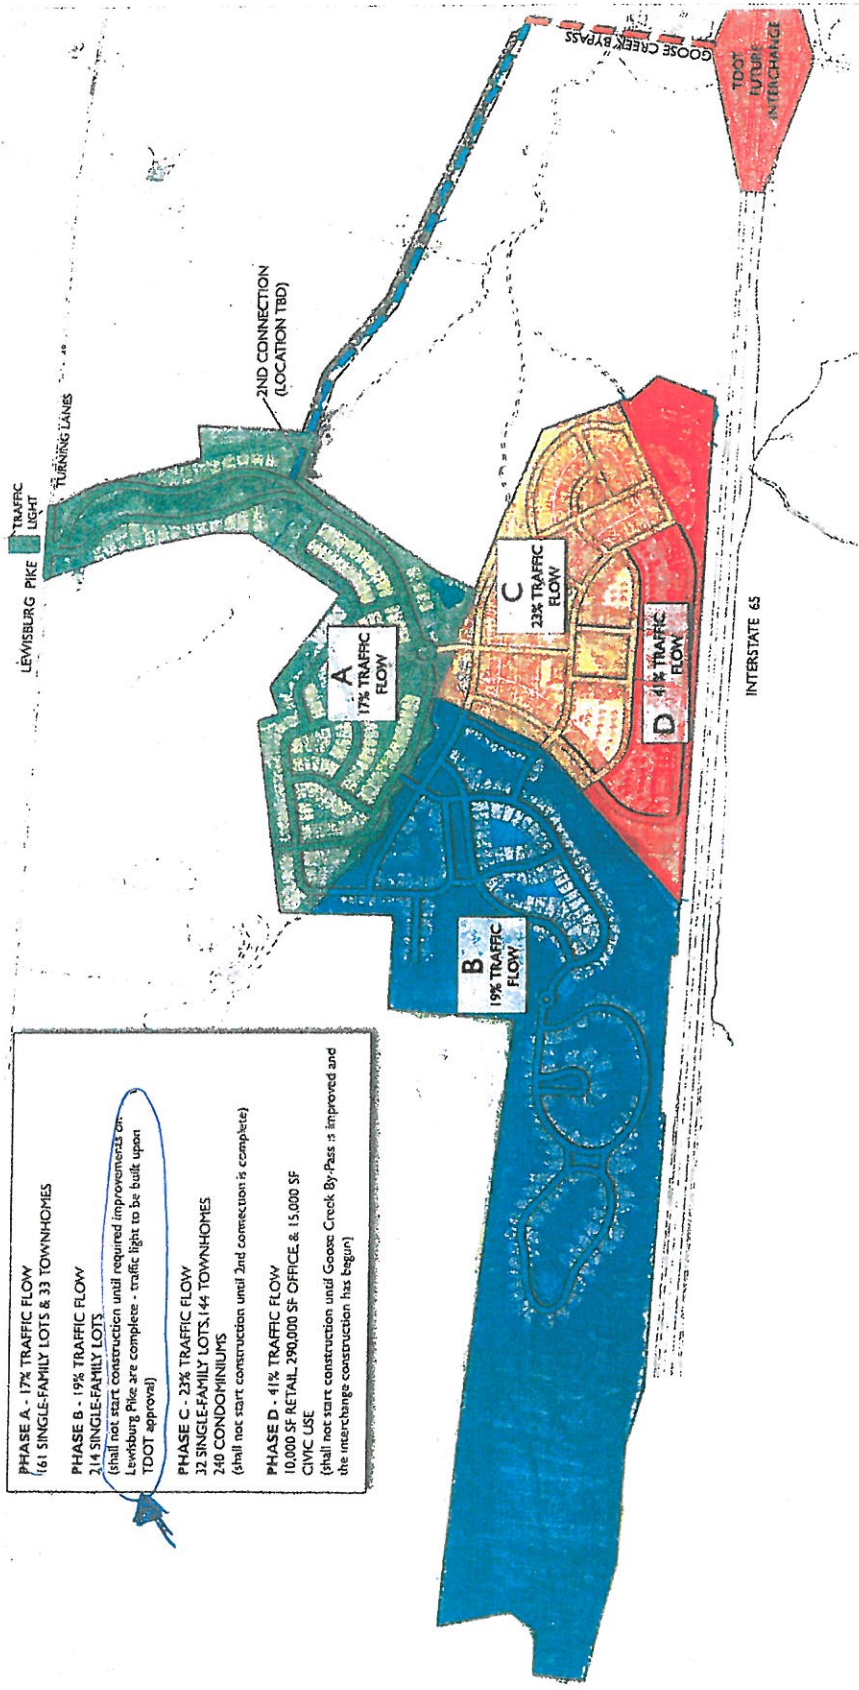 PHASE A - 17% TRAFFIC FLOW
161 SINGLE-FAMILY LOTS & 33 TOWNHOMES
PHASE B - 19% TRAFFIC FLOW
214 SINGLE-FAMILY LOTS
(shall not start construction until required improvements on
Lewisburg Pike are complete - traffic light to be built upon
TDOT approval)
PHASE C - 23% TRAFFIC FLOW
32 SINGLE-FAMILY LOTS, 144 TOWNHOMES
240 CONDOMINIUMS
(shall not start construction until 2nd connection is complete)
PHASE D - 41% TRAFFIC FLOW
10,000 SF RETAIL, 290,000 SF OFFICE, & 15,000 SF
CIVIC USE
(shall not start construction until Goose Creek By-Pass is improved and
the interchange construction has begun)
LEWISBURG PIKE
TRAFFIC
LIGHT
TURNING LANES
2ND CONNECTION
(LOCATION TBD)
A
17% TRAFFIC
FLOW
B
19% TRAFFIC
FLOW
C
23% TRAFFIC
FLOW
D
41% TRAFFIC
FLOW
INTERSTATE 65
GOOSE CREEK BYPASS
TDOT
FUTURE
INTERCHANGE